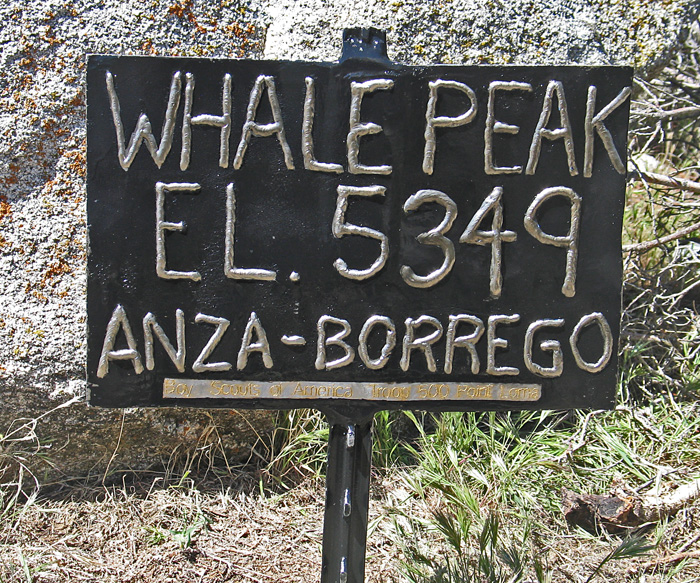 WHALE PEAK
EL. 5349
ANZA-BORREGO
Boy Scouts of America Troop 500 Point Loma